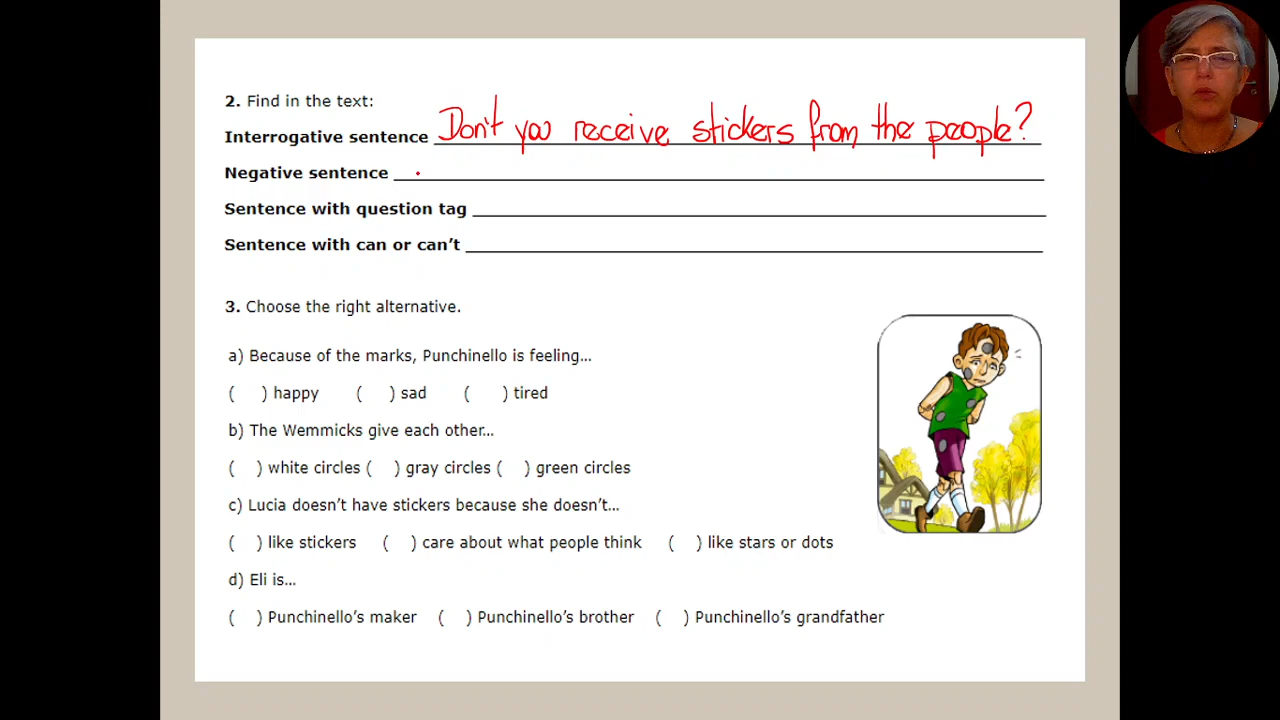 2. Find in the text:
Interrogative sentence Don't you receive stickers from the people?
Negative sentence
Sentence with question tag
Sentence with can or can’t
3. Choose the right alternative.
a) Because of the marks, Punchinello is feeling...
( ) happy ( ) sad ( ) tired
b) The Wemmicks give each other...
( ) white circles ( ) gray circles ( ) green circles
c) Lucia doesn’t have stickers because she doesn’t...
( ) like stickers ( ) care about what people think ( ) like stars or dots
d) Eli is...
( ) Punchinello’s maker ( ) Punchinello’s brother ( ) Punchinello’s grandfather